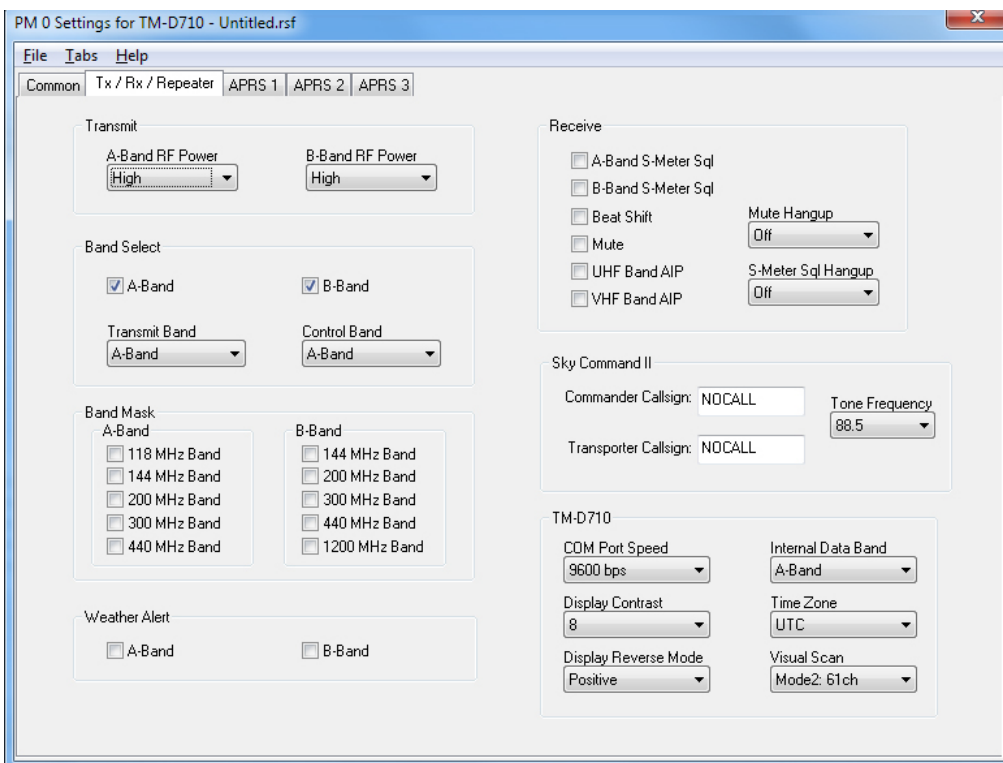 PM 0 Settings for TM-D710 - Untitled.rsf
File Tabs Help
Common Tx / Rx / Repeater APRS 1 APRS 2 APRS 3
Transmit
A-Band RF Power B-Band RF Power
High High
Band Select
A-Band B-Band
Transmit Band Control Band
A-Band A-Band
Band Mask
A-Band
118 MHz Band
144 MHz Band
200 MHz Band
300 MHz Band
440 MHz Band
B-Band
144 MHz Band
200 MHz Band
300 MHz Band
440 MHz Band
1200 MHz Band
Weather Alert
A-Band B-Band
Receive
A-Band S-Meter Sql
B-Band S-Meter Sql
Beat Shift
Mute
UHF Band AIP
VHF Band AIP
Mute Hangup
Off
S-Meter Sql Hangup
Off
Sky Command II
Commander Callsign: NOCALL
Transporter Callsign: NOCALL
Tone Frequency
88.5
TM-D710
COM Port Speed Internal Data Band
9600 bps A-Band
Display Contrast Time Zone
8 UTC
Display Reverse Mode Visual Scan
Positive Mode2: 61ch